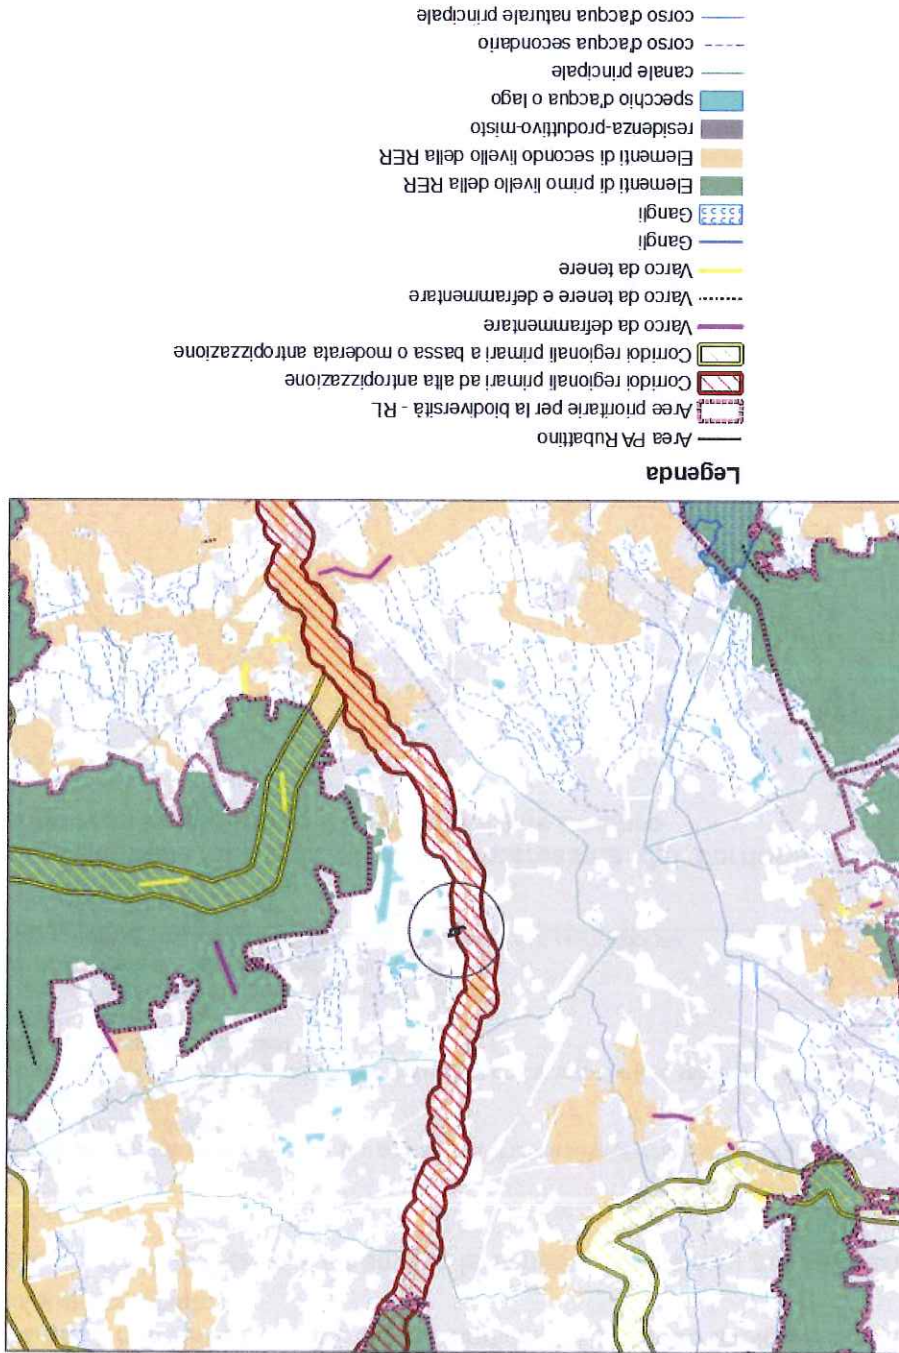 Legenda
Area PA Rubattino
Aree prioritarie per la biodiversità - RL
Corridoi regionali primari ad alta antropizzazione
Corridoi regionali primari a bassa o moderata antropizzazione
Varco da deframmentare
Varco da tenere e deframmentare
Varco da tenere
Gangli
Gangli
Elementi di primo livello della RER
Elementi di secondo livello della RER
residenza-produttivo-misto
specchio d'acqua o lago
canale principale
corso d'acqua secondario
corso d'acqua naturale principale